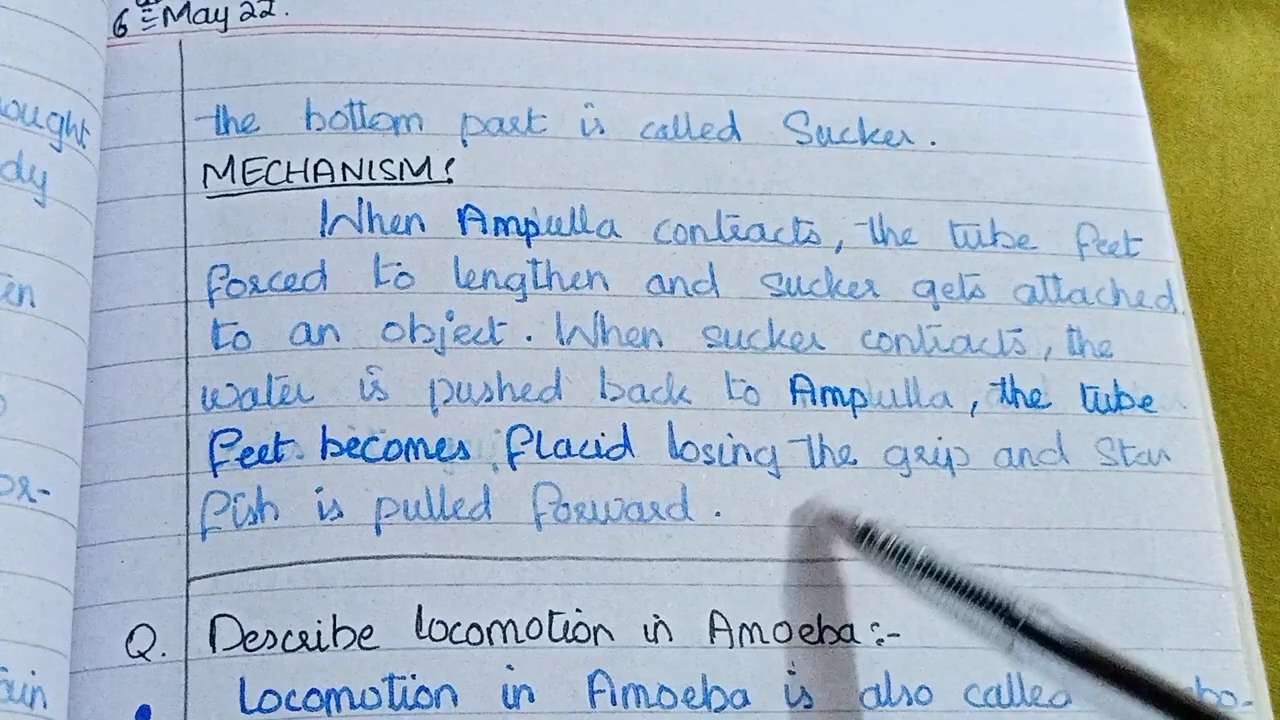 6th May 22.
the bottom part is called Sucker.
MECHANISM:
When Ampulla contracts, the tube feet
forced to lengthen and sucker gets attached
to an object. When sucker contracts, the
water is pushed back to Ampulla, the tube
feet becomes flacid losing the grip and Star
fish is pulled forward.
Q. Describe locomotion in Amoeba:-
Locomotion in Amoeba is also called